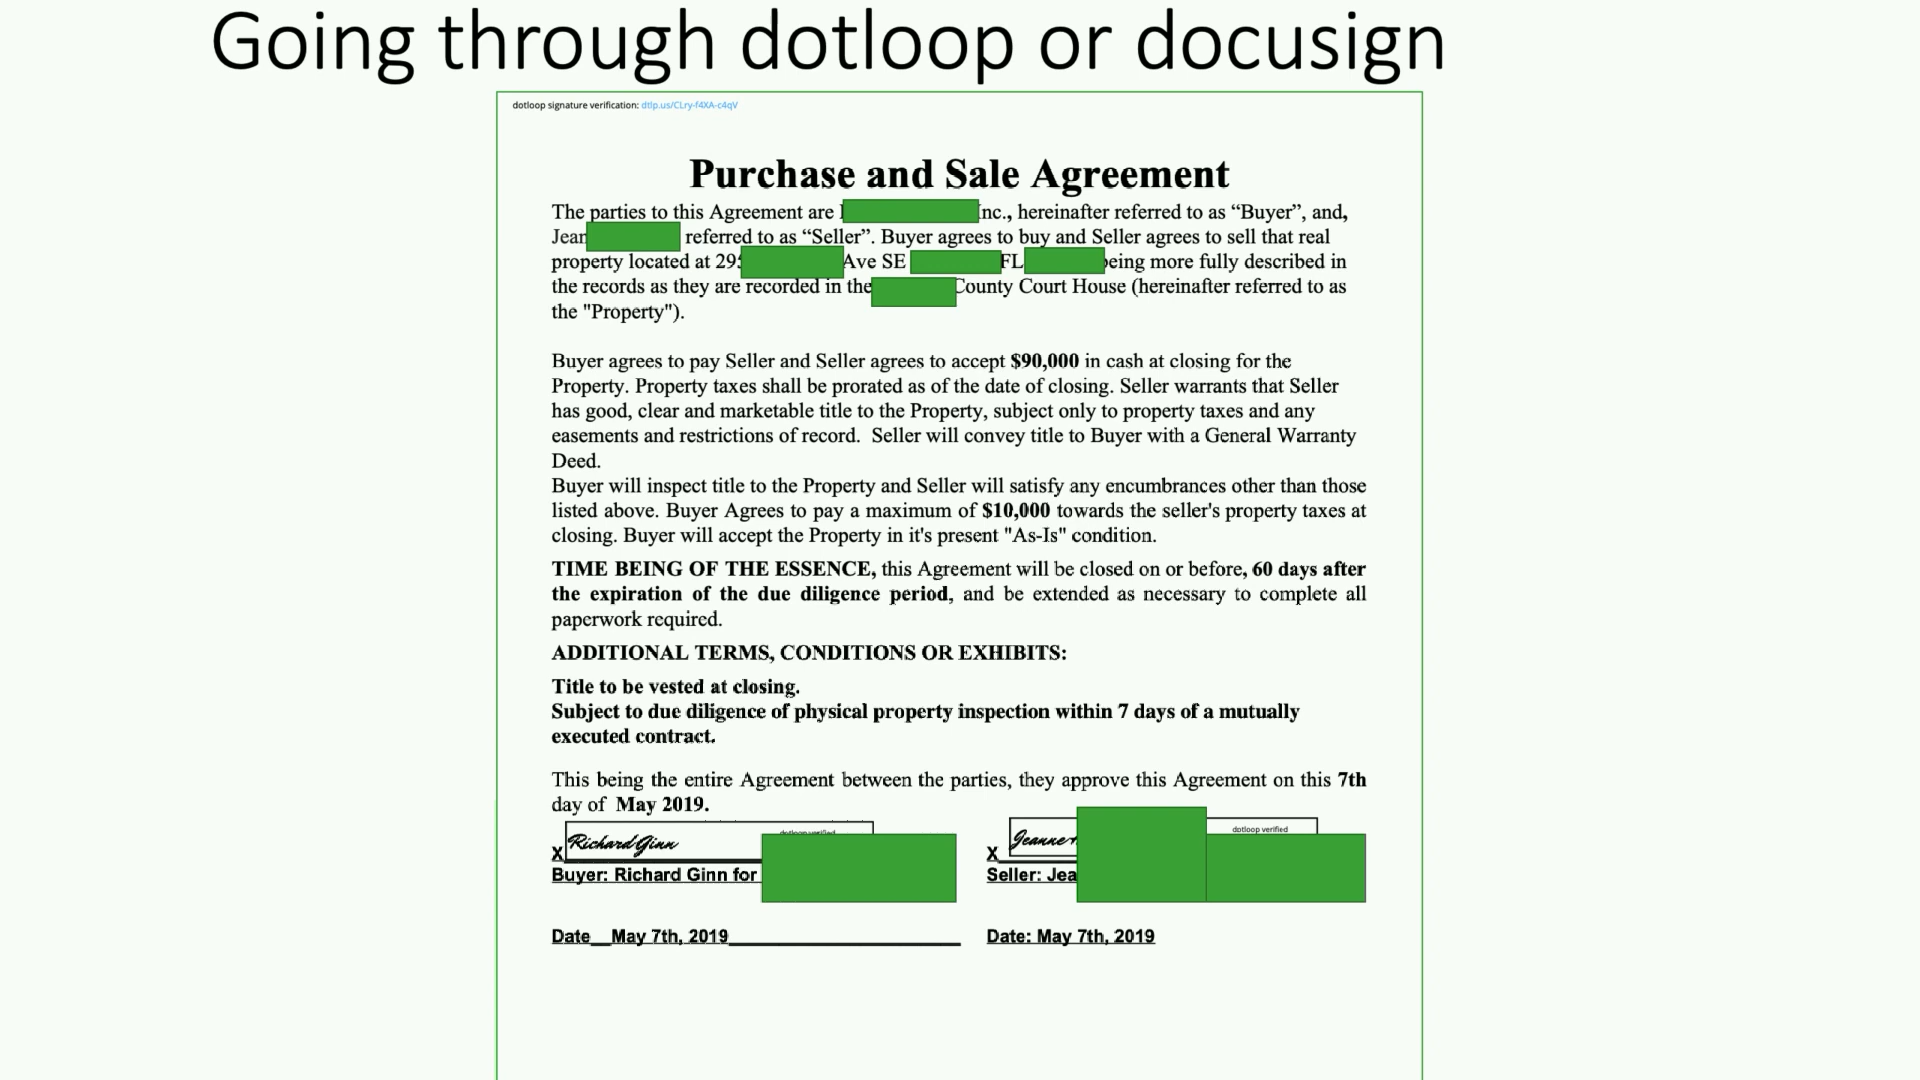 Going through dotloop or docusign
dotloop signature verification: dtlp.us/CLry-f4XA-c4qV
Purchase and Sale Agreement
The parties to this Agreement are Inc., hereinafter referred to as “Buyer”, and,
Jean referred to as “Seller”. Buyer agrees to buy and Seller agrees to sell that real
property located at 29 Ave SE FL being more fully described in
the records as they are recorded in the County Court House (hereinafter referred to as
the "Property").
Buyer agrees to pay Seller and Seller agrees to accept $90,000 in cash at closing for the
Property. Property taxes shall be prorated as of the date of closing. Seller warrants that Seller
has good, clear and marketable title to the Property, subject only to property taxes and any
easements and restrictions of record. Seller will convey title to Buyer with a General Warranty
Deed.
Buyer will inspect title to the Property and Seller will satisfy any encumbrances other than those
listed above. Buyer Agrees to pay a maximum of $10,000 towards the seller's property taxes at
closing. Buyer will accept the Property in it's present "As-Is" condition.
TIME BEING OF THE ESSENCE, this Agreement will be closed on or before, 60 days after
the expiration of the due diligence period, and be extended as necessary to complete all
paperwork required.
ADDITIONAL TERMS, CONDITIONS OR EXHIBITS:
Title to be vested at closing.
Subject to due diligence of physical property inspection within 7 days of a mutually
executed contract.
This being the entire Agreement between the parties, they approve this Agreement on this 7th
day of May 2019.
X Richard Ginn
Buyer: Richard Ginn for
Date__May 7th, 2019
X Jeanne dotloop verified
Seller: Jea
Date: May 7th, 2019